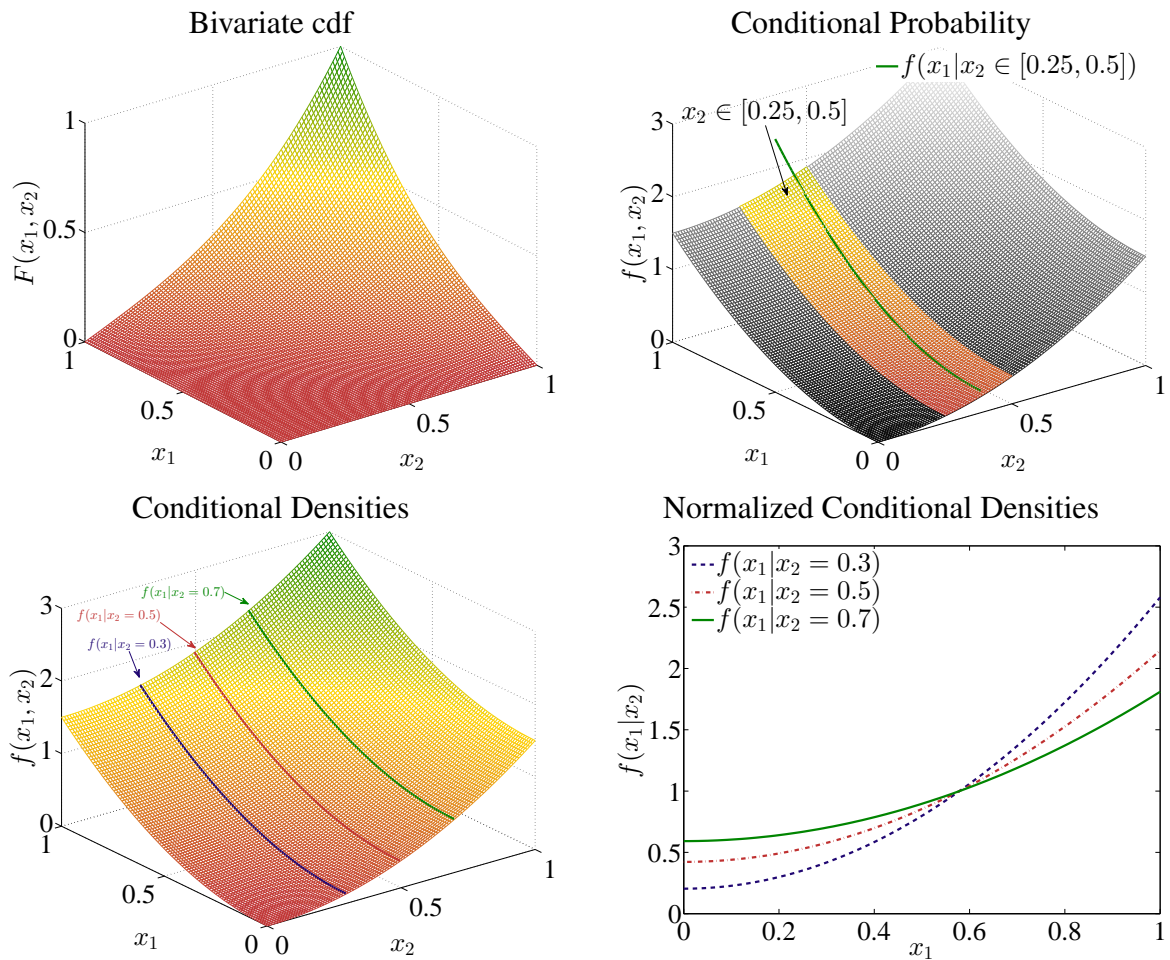 Bivariate cdf
1
0.5
0
F(x₁, x₂)
1
0.5
0
x₁
0
0.5
1
x₂
Conditional Probability
f(x₁|x₂ ∈ [0.25, 0.5])
x₂ ∈ [0.25, 0.5]
3
2
1
0
f(x₁, x₂)
1
0.5
0
x₁
0
0.5
1
x₂
Conditional Densities
f(x₁|x₂ = 0.7)
f(x₁|x₂ = 0.5)
f(x₁|x₂ = 0.3)
3
2
1
0
f(x₁, x₂)
1
0.5
0
x₁
0
0.5
1
x₂
Normalized Conditional Densities
f(x₁|x₂ = 0.3)
f(x₁|x₂ = 0.5)
f(x₁|x₂ = 0.7)
3
2.5
2
1.5
1
0.5
0
f(x₁|x₂)
0 0.2 0.4 0.6 0.8 1
x₁